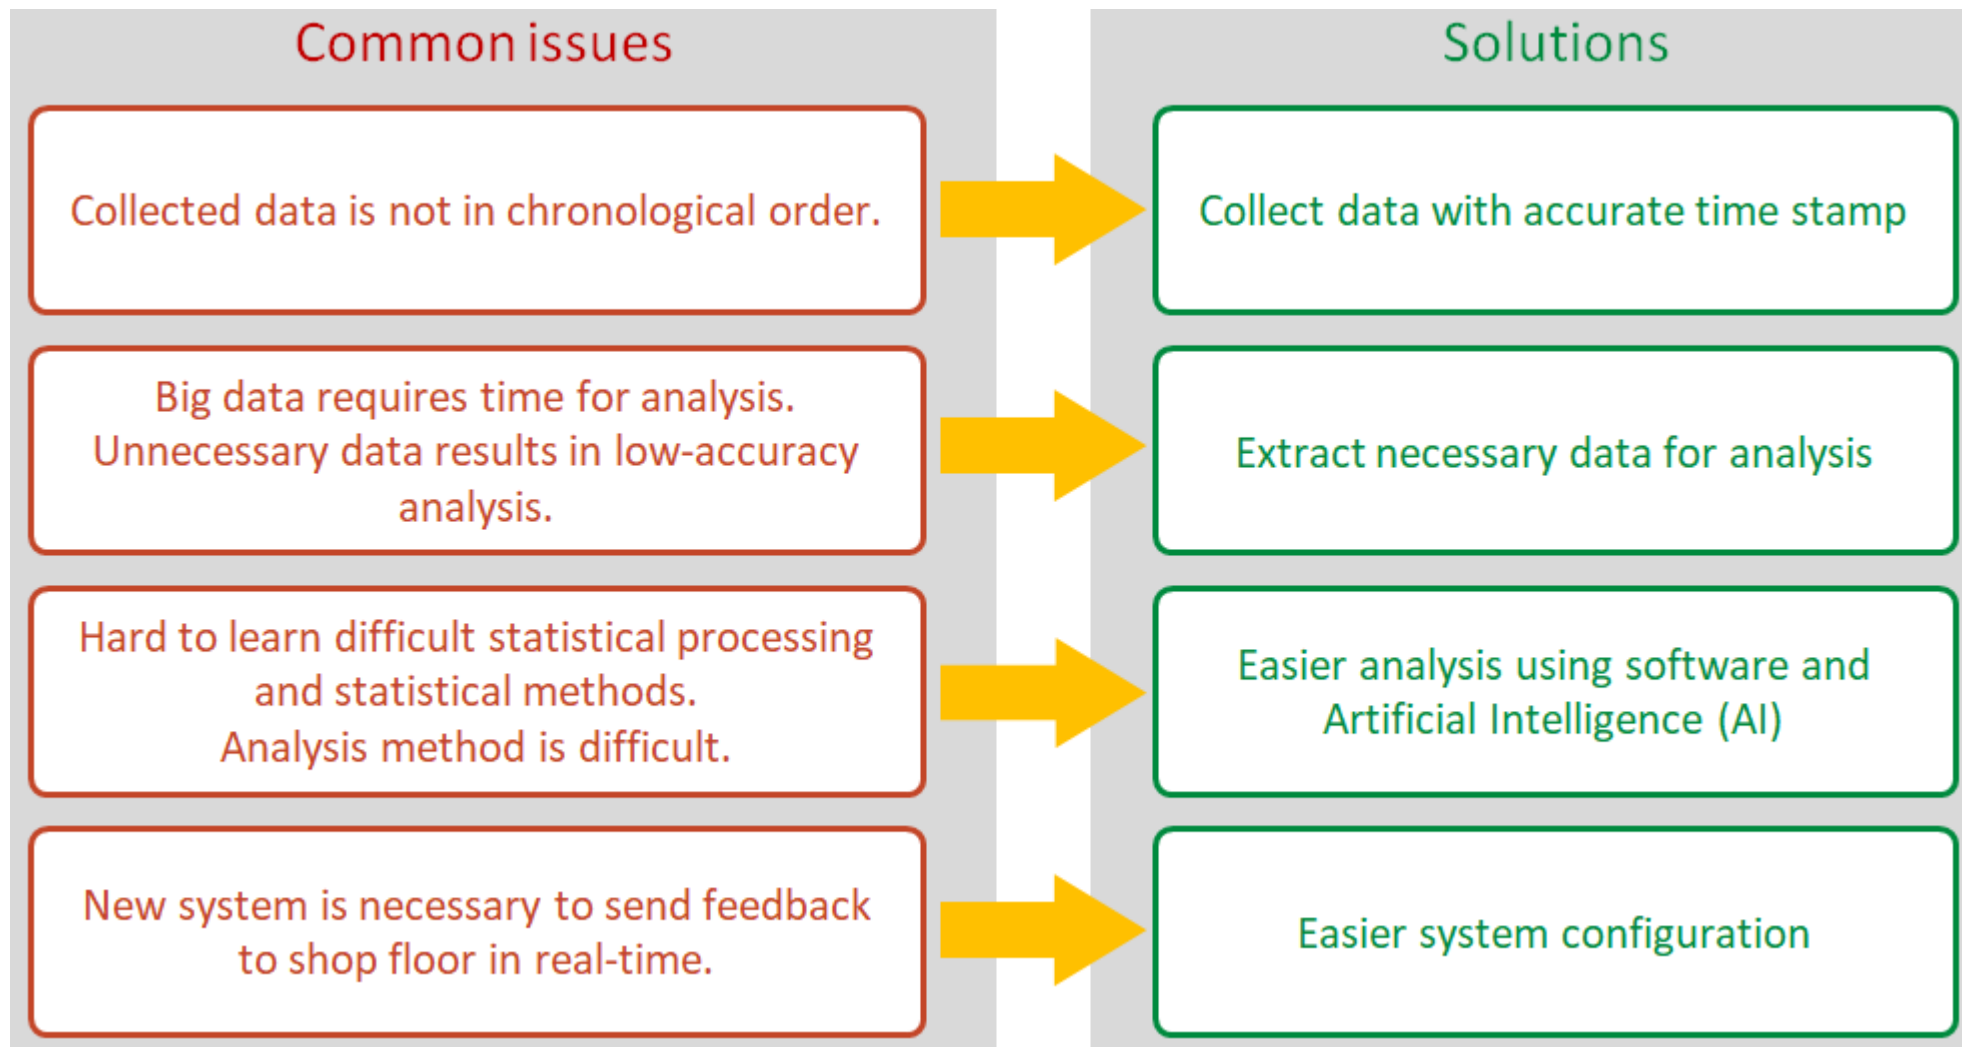 Common issues
Solutions
Collected data is not in chronological order.
Collect data with accurate time stamp
Big data requires time for analysis.
Unnecessary data results in low-accuracy
analysis.
Extract necessary data for analysis
Hard to learn difficult statistical processing
and statistical methods.
Analysis method is difficult.
Easier analysis using software and
Artificial Intelligence (AI)
New system is necessary to send feedback
to shop floor in real-time.
Easier system configuration